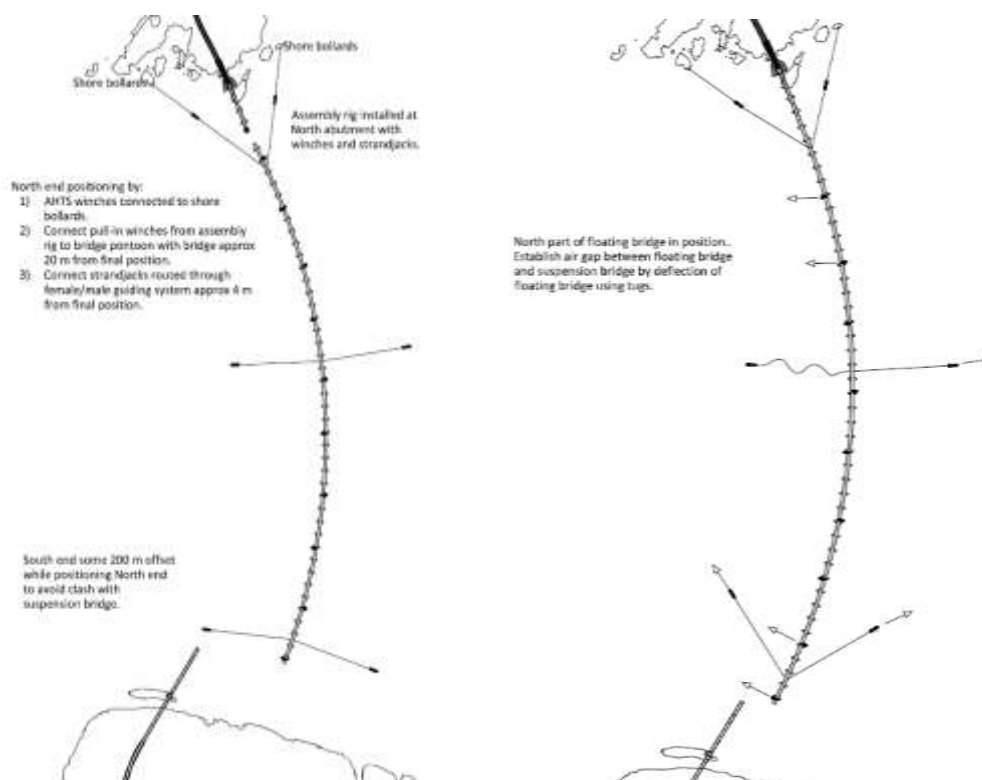 Shore bollards
Shore bollards
Assembly rig installed at
North abutment with
winches and strandjacks.
North end positioning by:
1) AHTS winches connected to shore
bollards.
2) Connect pull-in winches from assembly
rig to bridge pontoon with bridge approx
20 m from final position.
3) Connect strandjacks routed through
female/male guiding system approx 4 m
from final position.
South end some 200 m offset
while positioning North end
to avoid clash with
suspension bridge.
North part of floating bridge in position..
Establish air gap between floating bridge
and suspension bridge by deflection of
floating bridge using tugs.